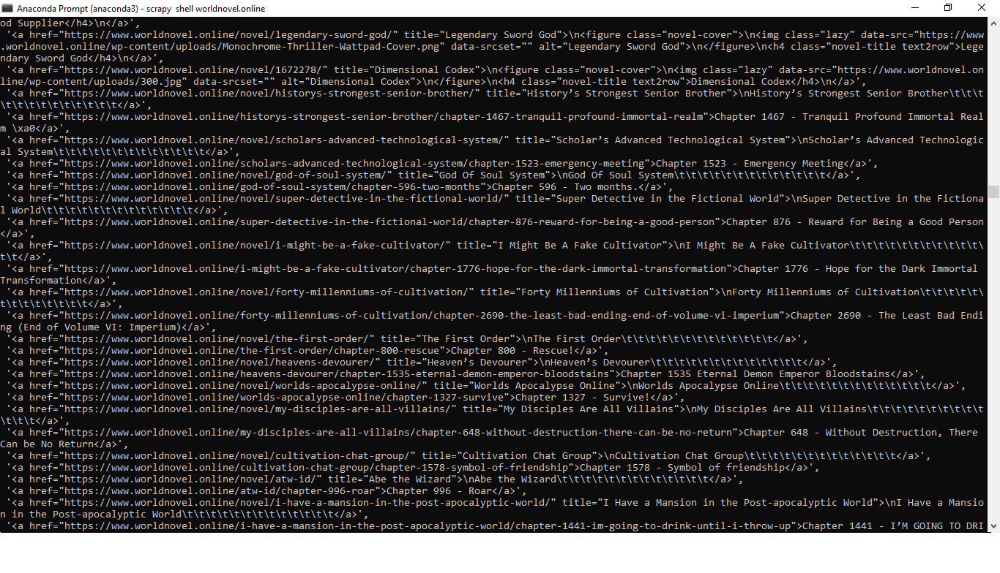 Anaconda Prompt (anaconda3) - scrapy  shell worldnovel.online
od Supplier</h4>\n</a>',
 '<a href="https://www.worldnovel.online/novel/legendary-sword-god/" title="Legendary Sword God">\n<figure class="novel-cover">\n<img class="lazy" data-src="https://www
.worldnovel.online/wp-content/uploads/Monochrome-Thriller-Wattpad-Cover.png" data-srcset="" alt="Legendary Sword God">\n</figure>\n<h4 class="novel-title text2row">Lege
ndary Sword God</h4>\n</a>',
 '<a href="https://www.worldnovel.online/novel/1672278/" title="Dimensional Codex">\n<figure class="novel-cover">\n<img class="lazy" data-src="https://www.worldnovel.on
line/wp-content/uploads/300.jpg" data-srcset="" alt="Dimensional Codex">\n</figure>\n<h4 class="novel-title text2row">Dimensional Codex</h4>\n</a>',
 '<a href="https://www.worldnovel.online/novel/historys-strongest-senior-brother/" title="History’s Strongest Senior Brother">\nHistory’s Strongest Senior Brother\t\t\t
\t\t\t\t\t\t\t\t\t\t</a>',
 '<a href="https://www.worldnovel.online/historys-strongest-senior-brother/chapter-1467-tranquil-profound-immortal-realm">Chapter 1467 - Tranquil Profound Immortal Real
m \xa0</a>',
 '<a href="https://www.worldnovel.online/novel/scholars-advanced-technological-system/" title="Scholar’s Advanced Technological System">\nScholar’s Advanced Technologic
al System\t\t\t\t\t\t\t\t\t\t\t\t\t</a>',
 '<a href="https://www.worldnovel.online/scholars-advanced-technological-system/chapter-1523-emergency-meeting">Chapter 1523 - Emergency Meeting</a>',
 '<a href="https://www.worldnovel.online/novel/god-of-soul-system/" title="God Of Soul System">\nGod Of Soul System\t\t\t\t\t\t\t\t\t\t\t\t\t</a>',
 '<a href="https://www.worldnovel.online/god-of-soul-system/chapter-596-two-months">Chapter 596 - Two months.</a>',
 '<a href="https://www.worldnovel.online/novel/super-detective-in-the-fictional-world/" title="Super Detective in the Fictional World">\nSuper Detective in the Fictiona
l World\t\t\t\t\t\t\t\t\t\t\t\t\t</a>',
 '<a href="https://www.worldnovel.online/super-detective-in-the-fictional-world/chapter-876-reward-for-being-a-good-person">Chapter 876 - Reward for Being a Good Person
</a>',
 '<a href="https://www.worldnovel.online/novel/i-might-be-a-fake-cultivator/" title="I Might Be A Fake Cultivator">\nI Might Be A Fake Cultivator\t\t\t\t\t\t\t\t\t\t\t\
t\t</a>',
 '<a href="https://www.worldnovel.online/i-might-be-a-fake-cultivator/chapter-1776-hope-for-the-dark-immortal-transformation">Chapter 1776 - Hope for the Dark Immortal 
Transformation</a>',
 '<a href="https://www.worldnovel.online/novel/forty-millenniums-of-cultivation/" title="Forty Millenniums of Cultivation">\nForty Millenniums of Cultivation\t\t\t\t\t\
t\t\t\t\t\t\t\t</a>',
 '<a href="https://www.worldnovel.online/forty-millenniums-of-cultivation/chapter-2690-the-least-bad-ending-end-of-volume-vi-imperium">Chapter 2690 - The Least Bad Endi
ng (End of Volume VI: Imperium)</a>',
 '<a href="https://www.worldnovel.online/novel/the-first-order/" title="The First Order">\nThe First Order\t\t\t\t\t\t\t\t\t\t\t\t\t</a>',
 '<a href="https://www.worldnovel.online/the-first-order/chapter-800-rescue">Chapter 800 - Rescue!</a>',
 '<a href="https://www.worldnovel.online/novel/heavens-devourer/" title="Heaven’s Devourer">\nHeaven’s Devourer\t\t\t\t\t\t\t\t\t\t\t\t\t</a>',
 '<a href="https://www.worldnovel.online/heavens-devourer/chapter-1535-eternal-demon-emperor-bloodstains">Chapter 1535 Eternal Demon Emperor Bloodstains</a>',
 '<a href="https://www.worldnovel.online/novel/worlds-apocalypse-online/" title="Worlds Apocalypse Online">\nWorlds Apocalypse Online\t\t\t\t\t\t\t\t\t\t\t\t\t</a>',
 '<a href="https://www.worldnovel.online/worlds-apocalypse-online/chapter-1327-survive">Chapter 1327 - Survive!</a>',
 '<a href="https://www.worldnovel.online/novel/my-disciples-are-all-villains/" title="My Disciples Are All Villains">\nMy Disciples Are All Villains\t\t\t\t\t\t\t\t\t\t
\t\t\t</a>',
 '<a href="https://www.worldnovel.online/my-disciples-are-all-villains/chapter-648-without-destruction-there-can-be-no-return">Chapter 648 - Without Destruction, There 
Can be No Return</a>',
 '<a href="https://www.worldnovel.online/novel/cultivation-chat-group/" title="Cultivation Chat Group">\nCultivation Chat Group\t\t\t\t\t\t\t\t\t\t\t\t\t</a>',
 '<a href="https://www.worldnovel.online/cultivation-chat-group/chapter-1578-symbol-of-friendship">Chapter 1578 - Symbol of friendship</a>',
 '<a href="https://www.worldnovel.online/novel/atw-id/" title="Abe the Wizard">\nAbe the Wizard\t\t\t\t\t\t\t\t\t\t\t\t\t</a>',
 '<a href="https://www.worldnovel.online/atw-id/chapter-996-roar">Chapter 996 - Roar</a>',
 '<a href="https://www.worldnovel.online/novel/i-have-a-mansion-in-the-post-apocalyptic-world/" title="I Have a Mansion in the Post-apocalyptic World">\nI Have a Mansio
n in the Post-apocalyptic World\t\t\t\t\t\t\t\t\t\t\t\t\t</a>',
 '<a href="https://www.worldnovel.online/i-have-a-mansion-in-the-post-apocalyptic-world/chapter-1441-im-going-to-drink-until-i-throw-up">Chapter 1441 - I’M GOING TO DRI